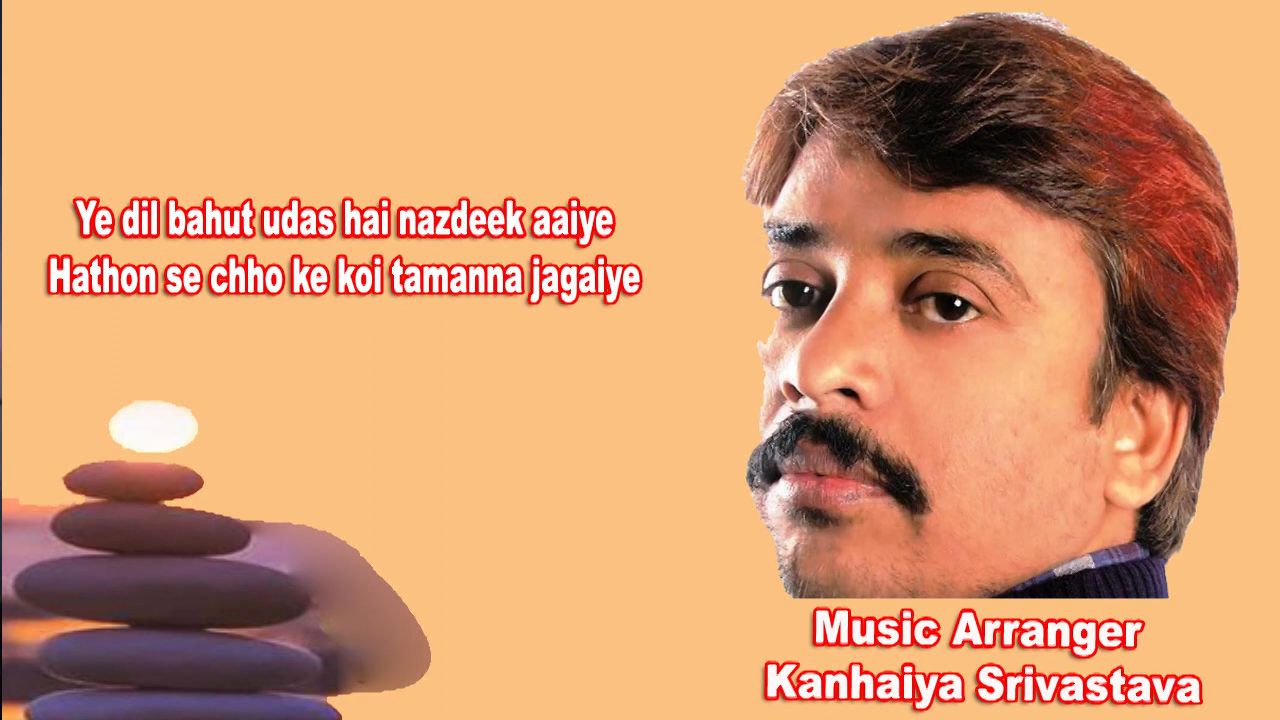 Ye dil bahut udas hai nazdeek aaiye
Hathon se chho ke koi tamanna jagaiye
Music Arranger
Kanhaiya Srivastava